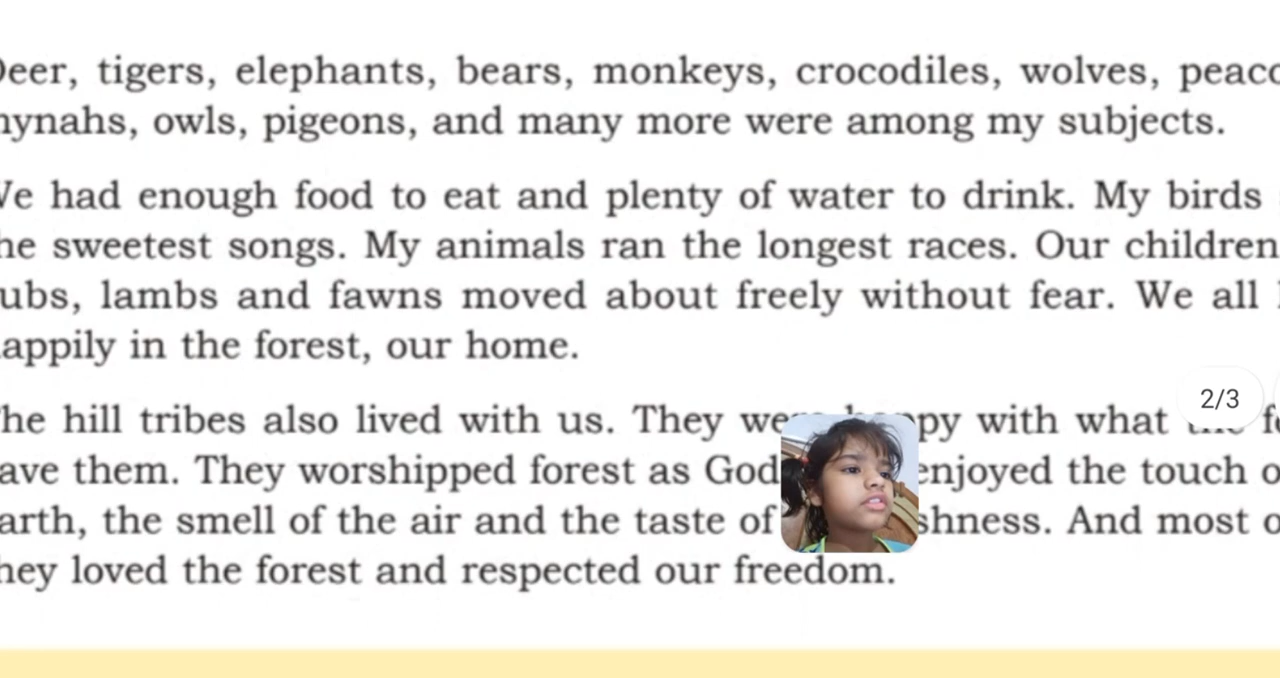 eer, tigers, elephants, bears, monkeys, crocodiles, wolves, peaco
ynahs, owls, pigeons, and many more were among my subjects.
e had enough food to eat and plenty of water to drink. My birds
he sweetest songs. My animals ran the longest races. Our children
ubs, lambs and fawns moved about freely without fear. We all
appily in the forest, our home.
he hill tribes also lived with us. They we py with what
2/3
ave them. They worshipped forest as God enjoyed the touch o
arth, the smell of the air and the taste of shness. And most o
hey loved the forest and respected our freedom.